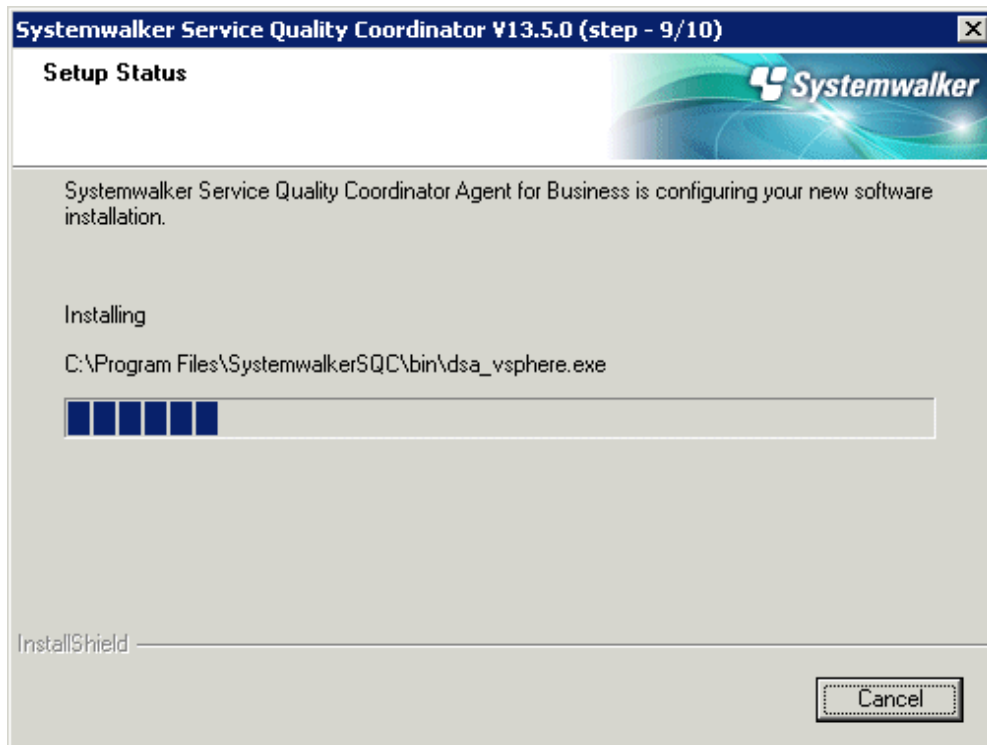 Systemwalker Service Quality Coordinator V13.5.0 (step - 9/10)
Setup Status
Systemwalker
Systemwalker Service Quality Coordinator Agent for Business is configuring your new software
installation.
Installing
C:\Program Files\SystemwalkerSQC\bin\dsa_vsphere.exe
InstallShield
Cancel